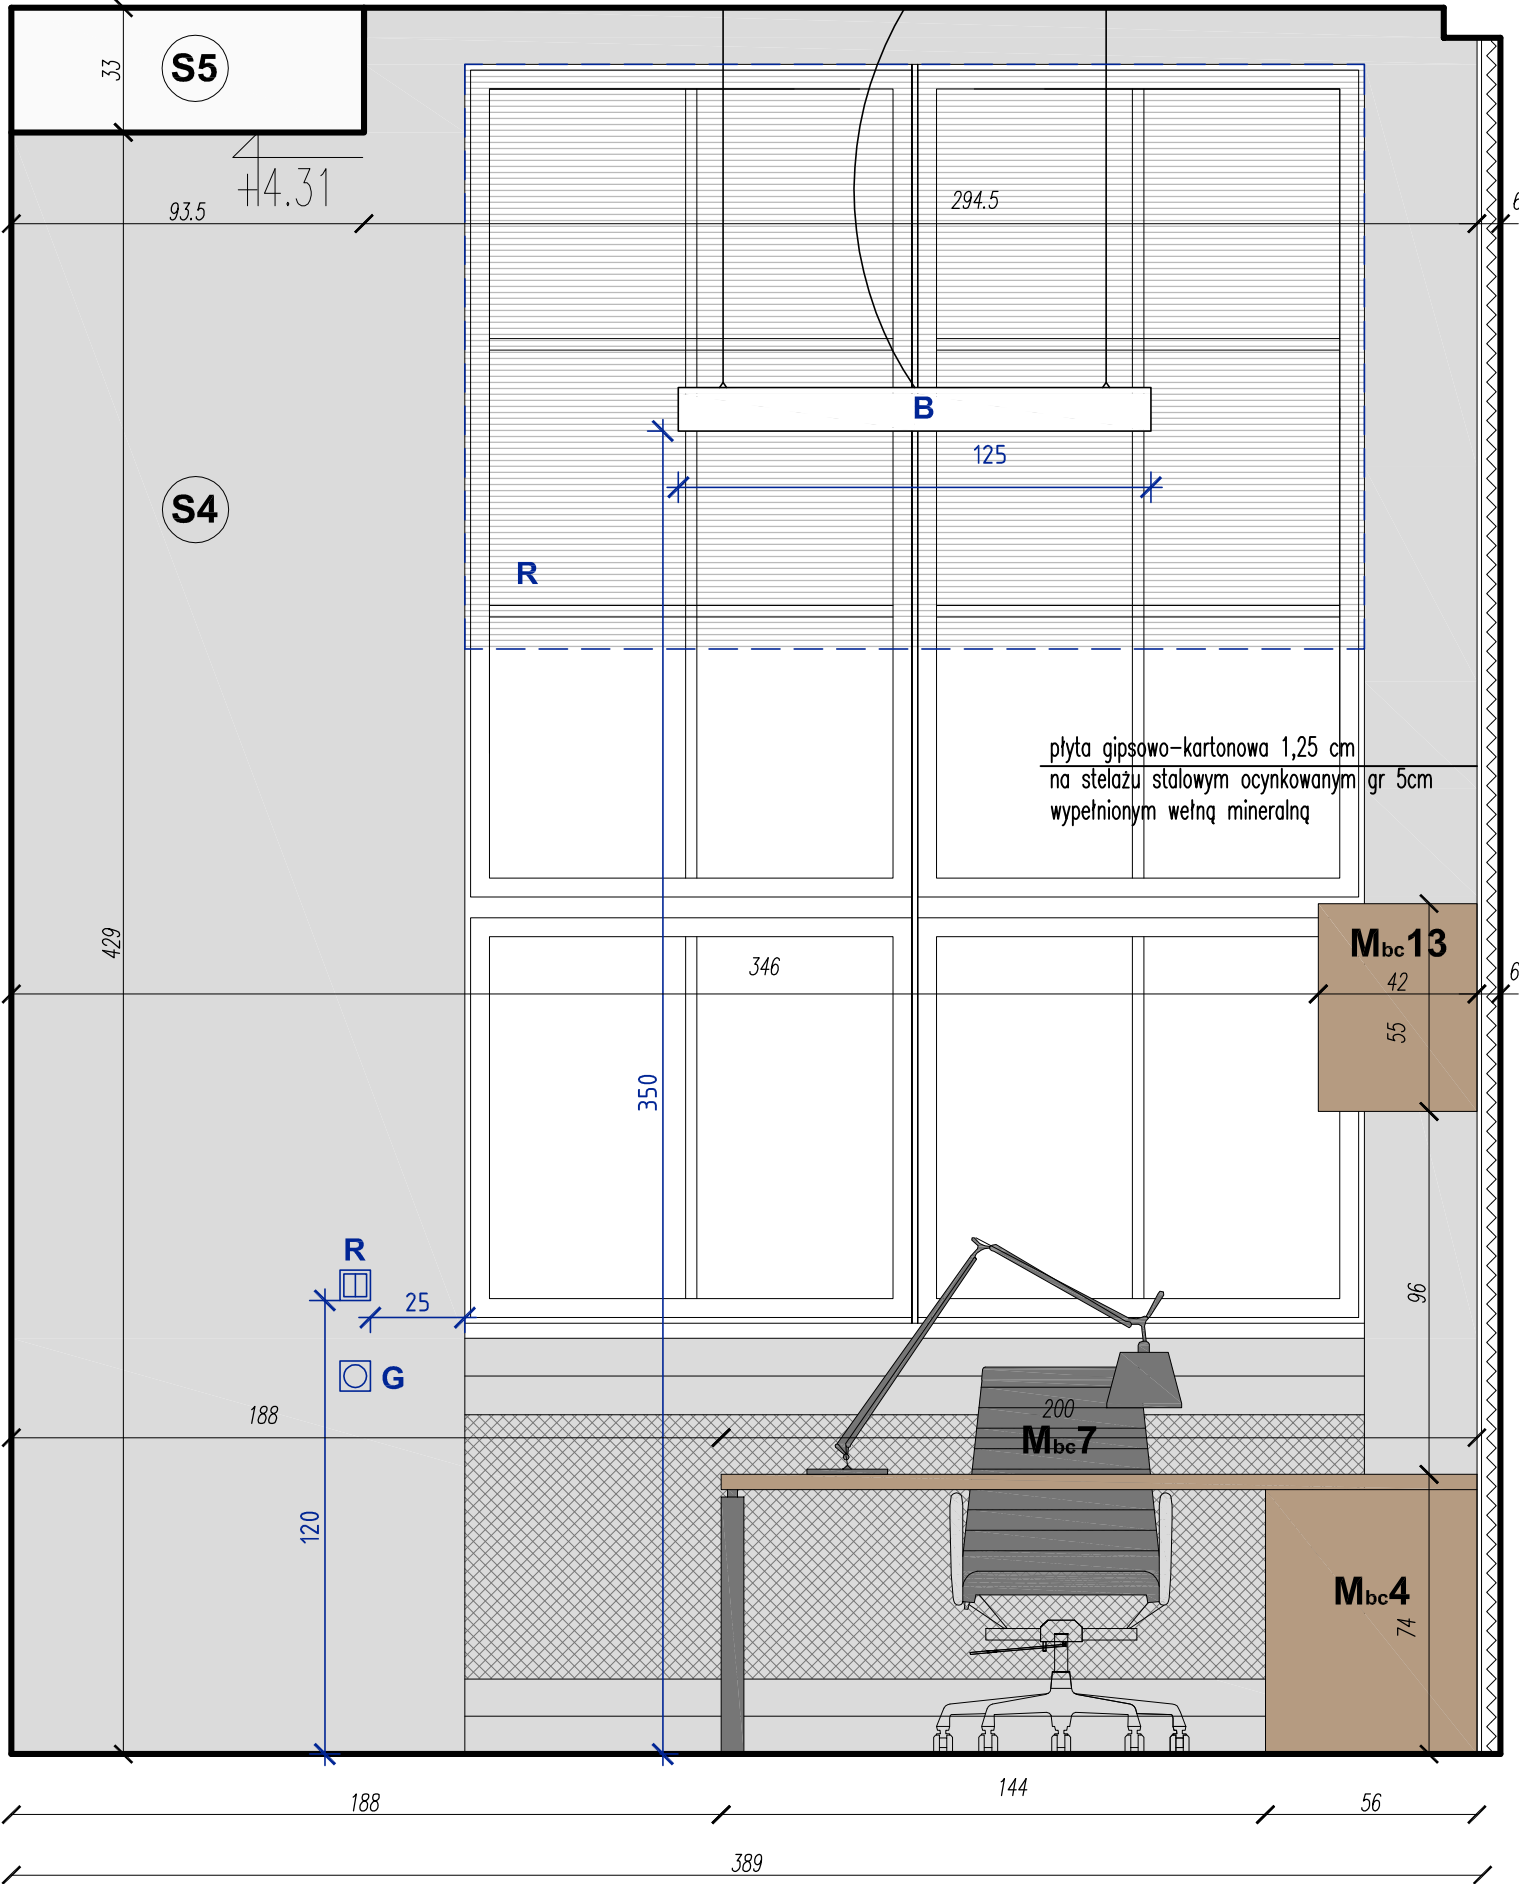 S5
33
+4.31
93.5
294.5
6
B
125
S4
R
płyta gipsowo-kartonowa 1,25 cm
na stelażu stalowym ocynkowanym gr 5cm
wypełnionym wełną mineralną
429
Mbc13
346
42
6
55
350
R
25
96
G
188
200
Mbc7
120
Mbc4
74
188
144
56
389